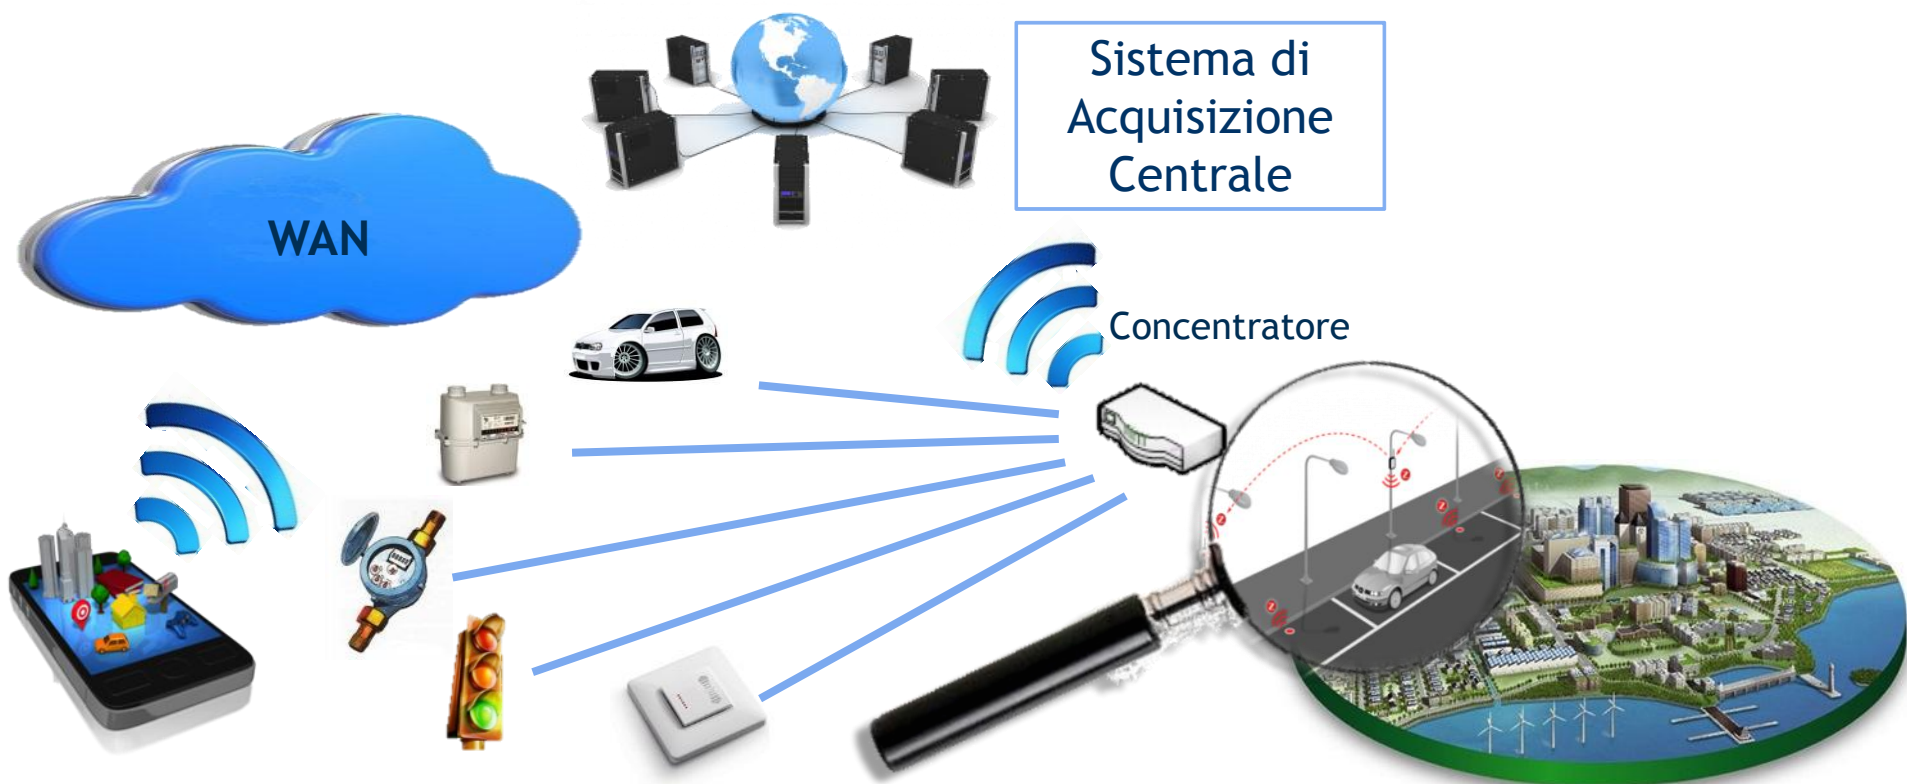 Sistema di
Acquisizione
Centrale
WAN
Concentratore